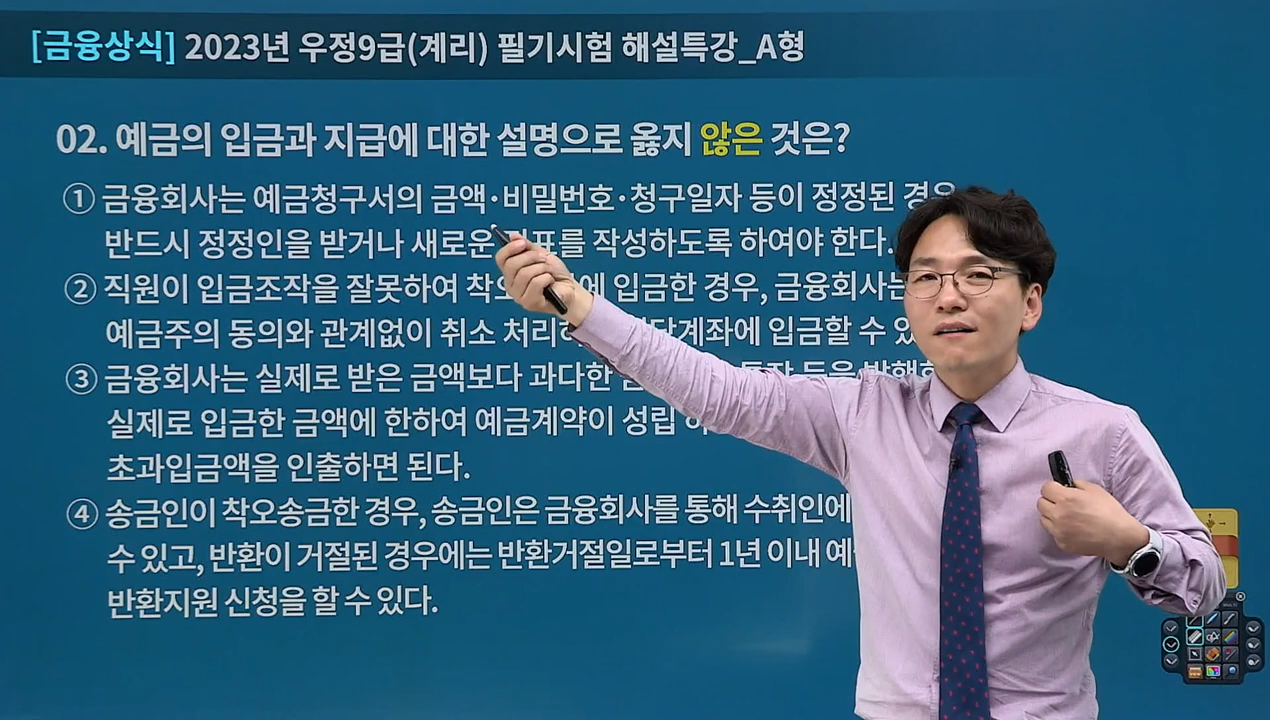 [금융상식] 2023년 우정9급(계리) 필기시험 해설특강_A형
02. 예금의 입금과 지급에 대한 설명으로 옳지 않은 것은?
① 금융회사는 예금청구서의 금액·비밀번호·청구일자 등이 정정된 경우
반드시 정정인을 받거나 새로운 를 작성하도록 하여야 한다.
② 직원이 입금조작을 잘못하여 에 입금한 경우, 금융회사는
예금주의 동의와 관계없이 취소 계좌에 입금할 수
③ 금융회사는 실제로 받은 금액보다 과다한 등을
실제로 입금한 금액에 한하여 예금계약이 성립
초과입금액을 인출하면 된다.
④ 송금인이 착오송금한 경우, 송금인은 금융회사를 통해 수취인에
수 있고, 반환이 거절된 경우에는 반환거절일로부터 1년 이내
반환지원 신청을 할 수 있다.